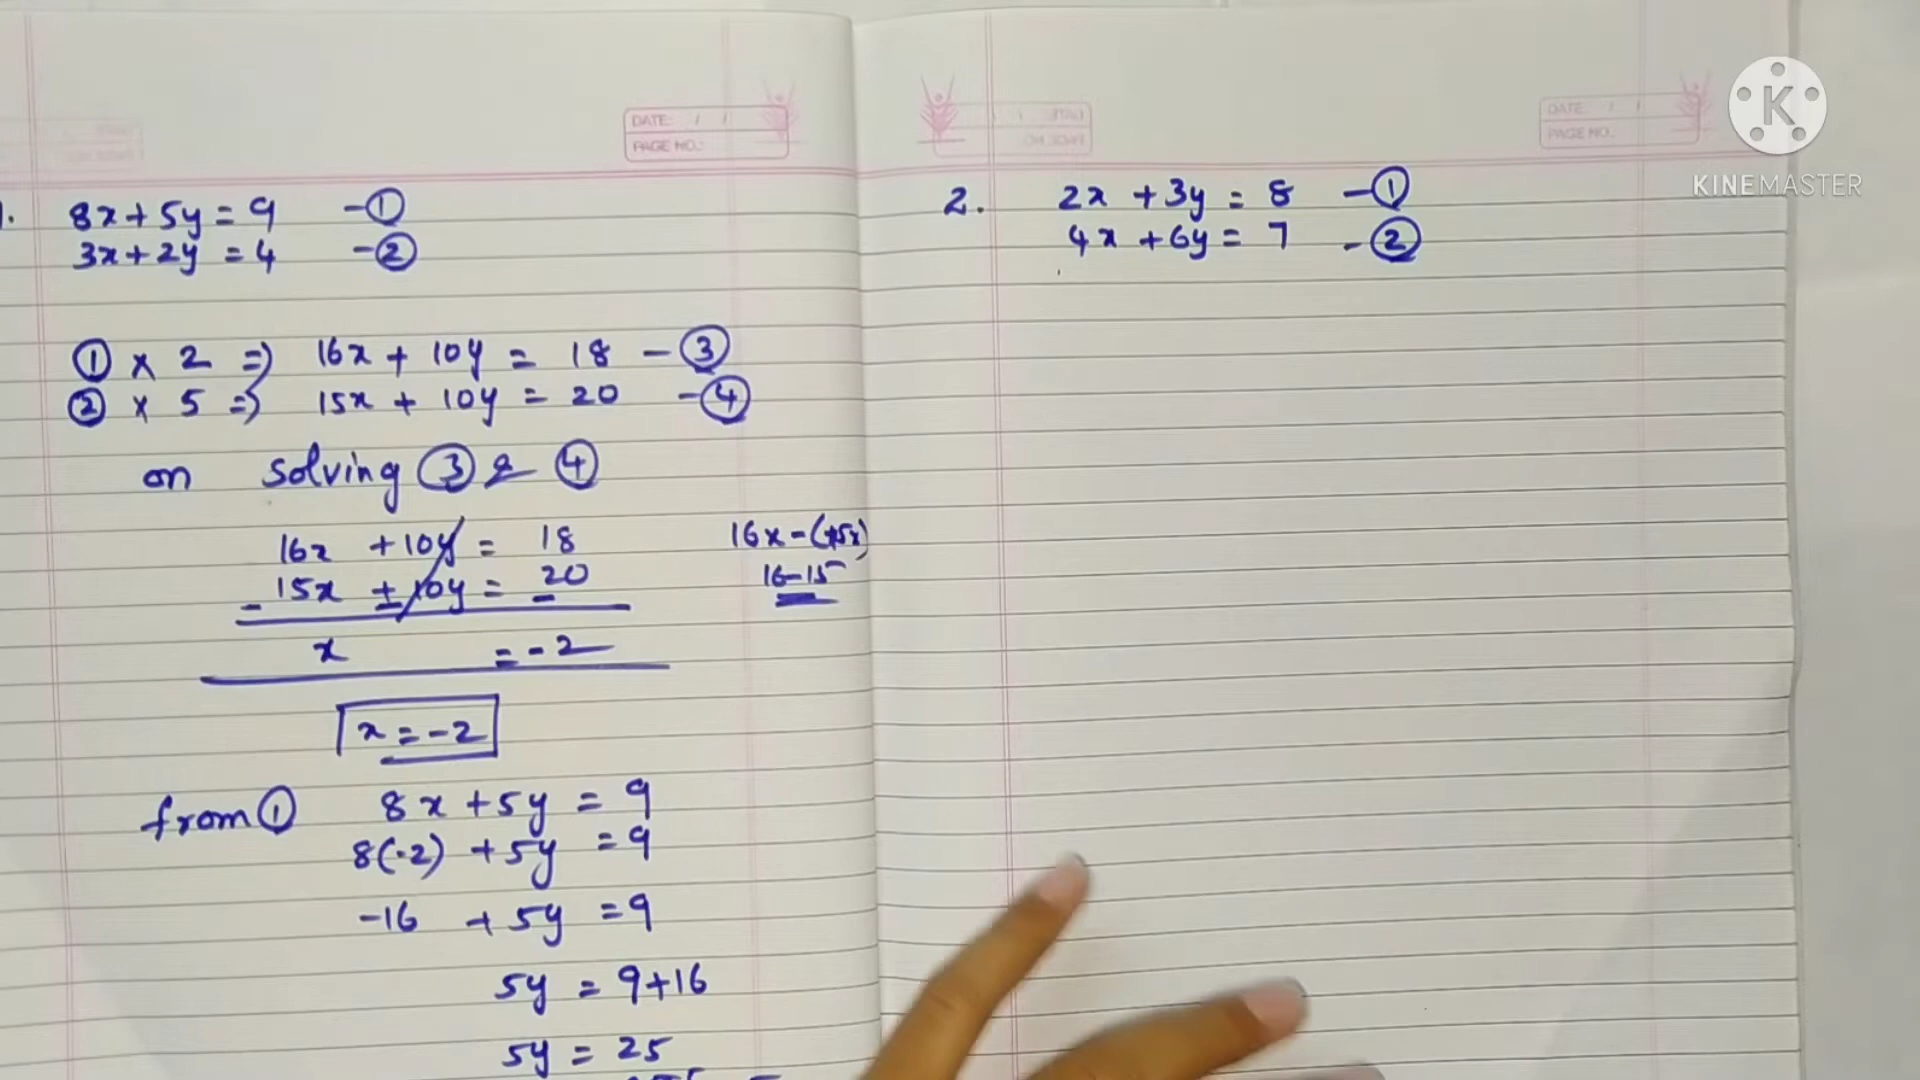 DATE: / /
PAGE NO.:
1. 8x+5y=9 -①
3x+2y=4 -②
① x 2 => 16x + 10y = 18 - ③
② x 5 => 15x + 10y = 20 - ④
on solving ③ & ④
16x +10y = 18
- 15x ± 10y = - 20
x = -2
x = -2
16x-(+15x)
16-15
from ① 8x+5y = 9
8(-2) +5y = 9
-16 + 5y = 9
5y = 9+16
5y = 25
DATE / /
PAGE NO.:
KINEMASTER
2. 2x +3y = 8 -①
4x +6y = 7 -②